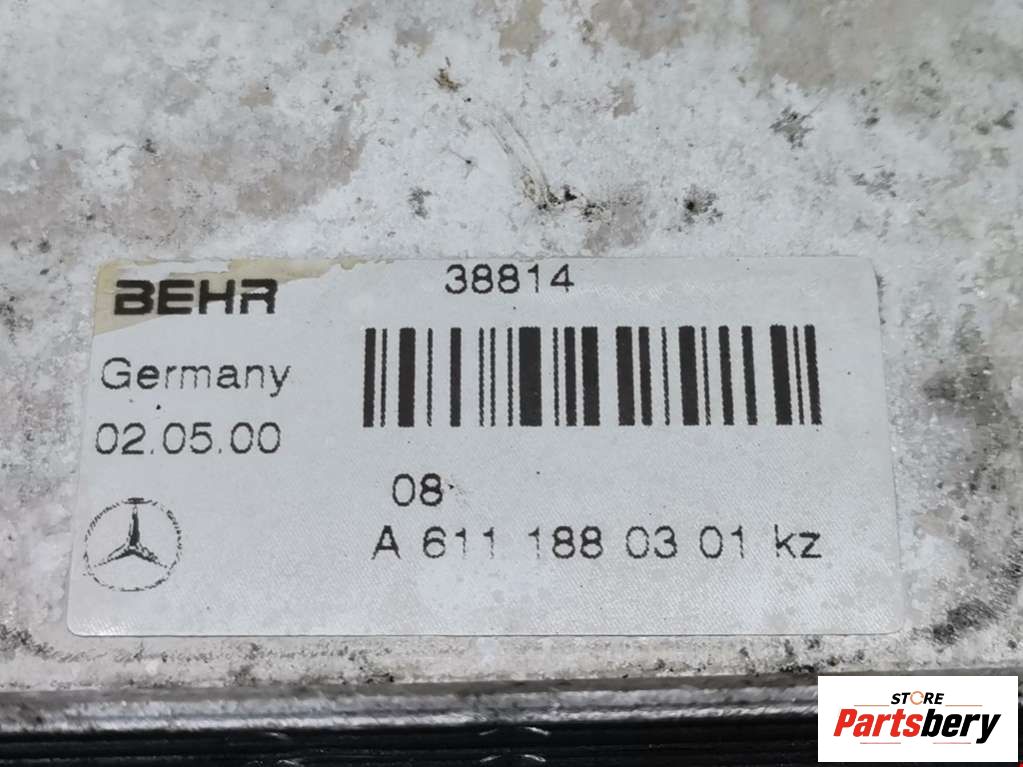 BEHR
38814
Germany
02.05.00
08
A 611 188 03 01 kz
STORE
Partsbery